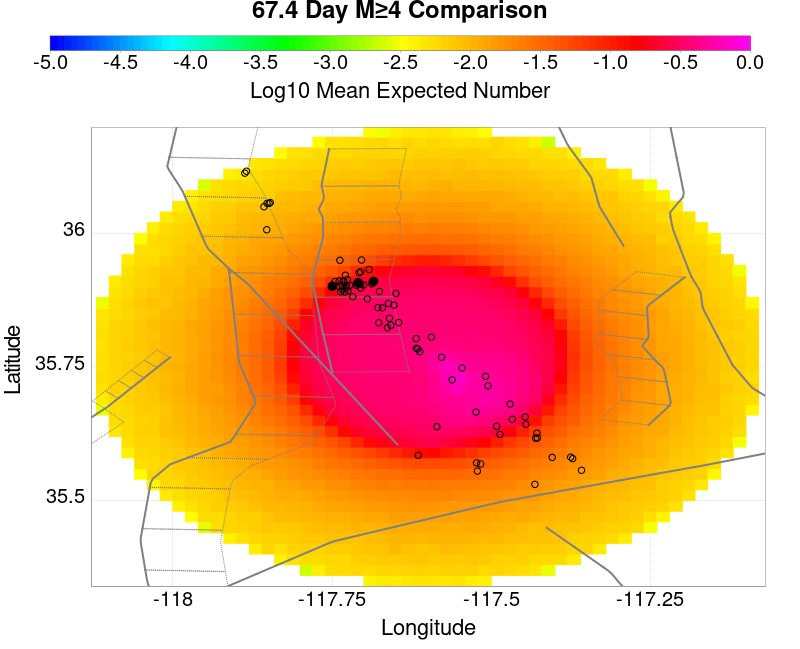 67.4 Day M≥4 Comparison
-5.0 -4.5 -4.0 -3.5 -3.0 -2.5 -2.0 -1.5 -1.0 -0.5 0.0
Log10 Mean Expected Number
36
35.75
35.5
Latitude
-118 -117.75 -117.5 -117.25
Longitude